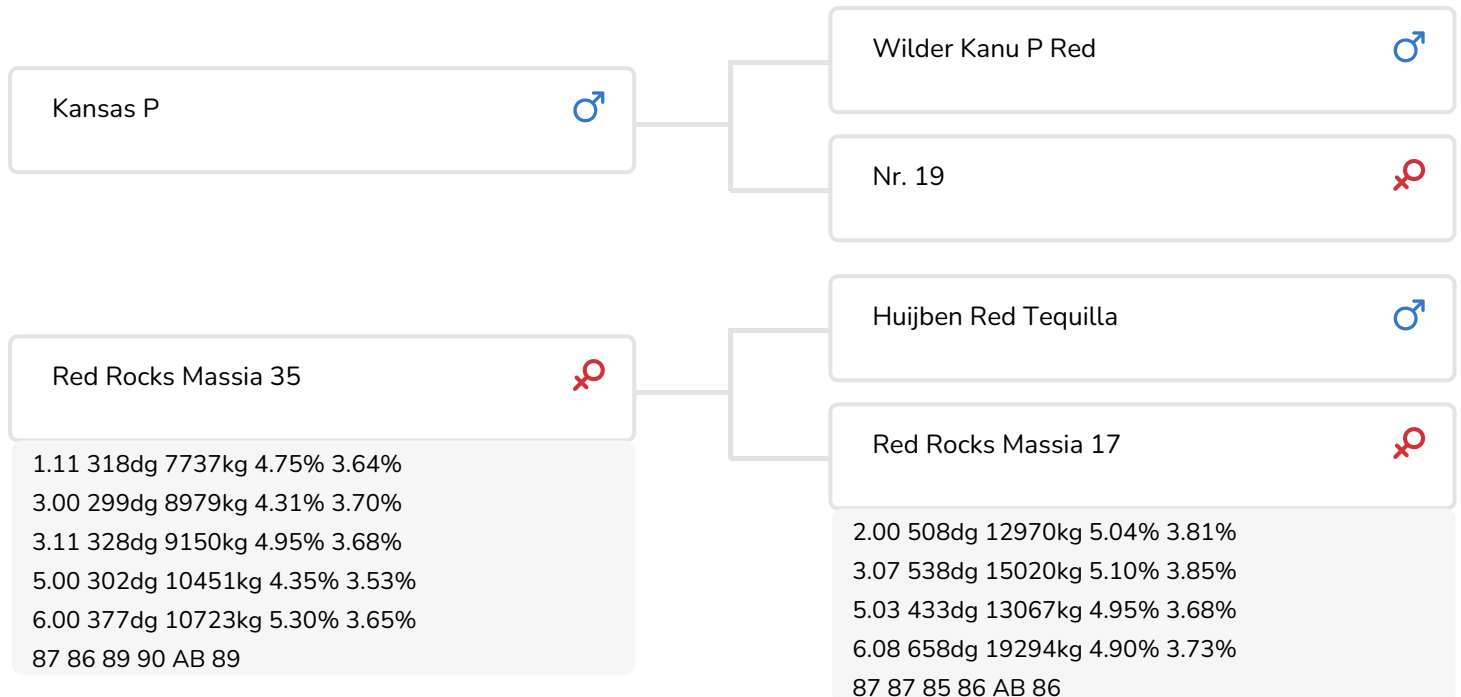 Kansas P
Wilder Kanu P Red
Nr. 19
Red Rocks Massia 35
1.11 318dg 7737kg 4.75% 3.64%
3.00 299dg 8979kg 4.31% 3.70%
3.11 328dg 9150kg 4.95% 3.68%
5.00 302dg 10451kg 4.35% 3.53%
6.00 377dg 10723kg 5.30% 3.65%
87 86 89 90 AB 89
Huijben Red Tequilla
Red Rocks Massia 17
2.00 508dg 12970kg 5.04% 3.81%
3.07 538dg 15020kg 5.10% 3.85%
5.03 433dg 13067kg 4.95% 3.68%
6.08 658dg 19294kg 4.90% 3.73%
87 87 85 86 AB 86